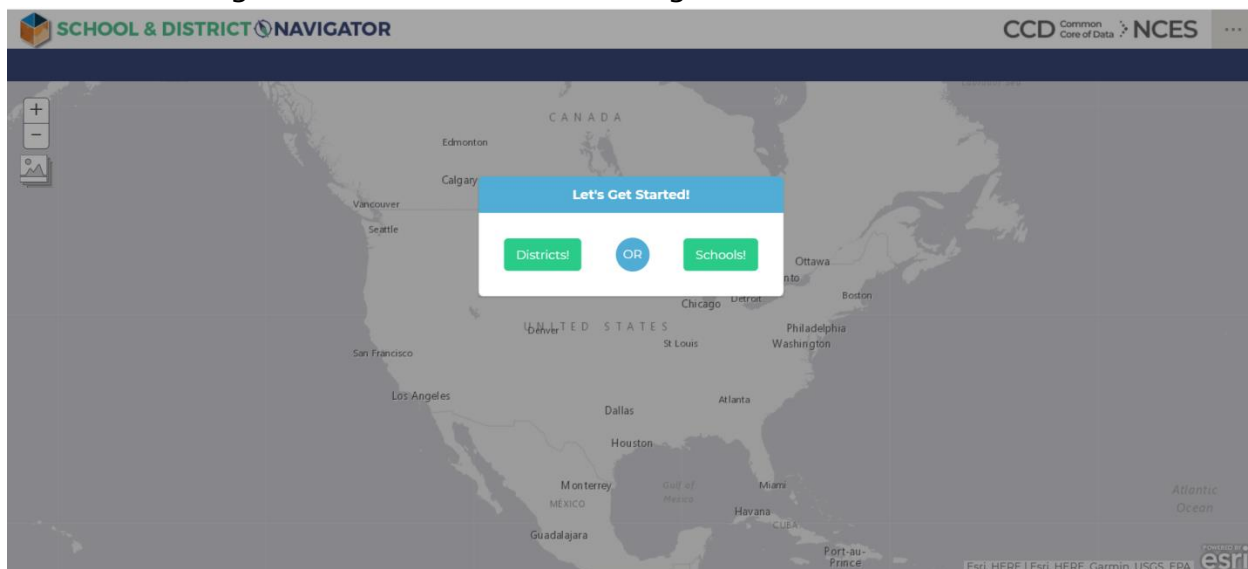 SCHOOL & DISTRICT NAVIGATOR
CCD Common Core of Data NCES
...
+
CANADA
Edmonton
−
Calgary
Let's Get Started!
Vancouver
Seattle
Districts!
OR
Schools!
Ottawa
nto
Boston
Chicago
Detroit
UNITED STATES
Denver
Philadelphia
St Louis
Washington
San Francisco
Los Angeles
Atlanta
Dallas
Houston
Monterrey
Gulf of
Mexico
Miami
MÉXICO
Atlantic
Ocean
Havana
CUBA
Guadalajara
Port-au-
Prince
POWERED BY
esri
Esri, HERE | Esri, HERE, Garmin, USGS, EPA